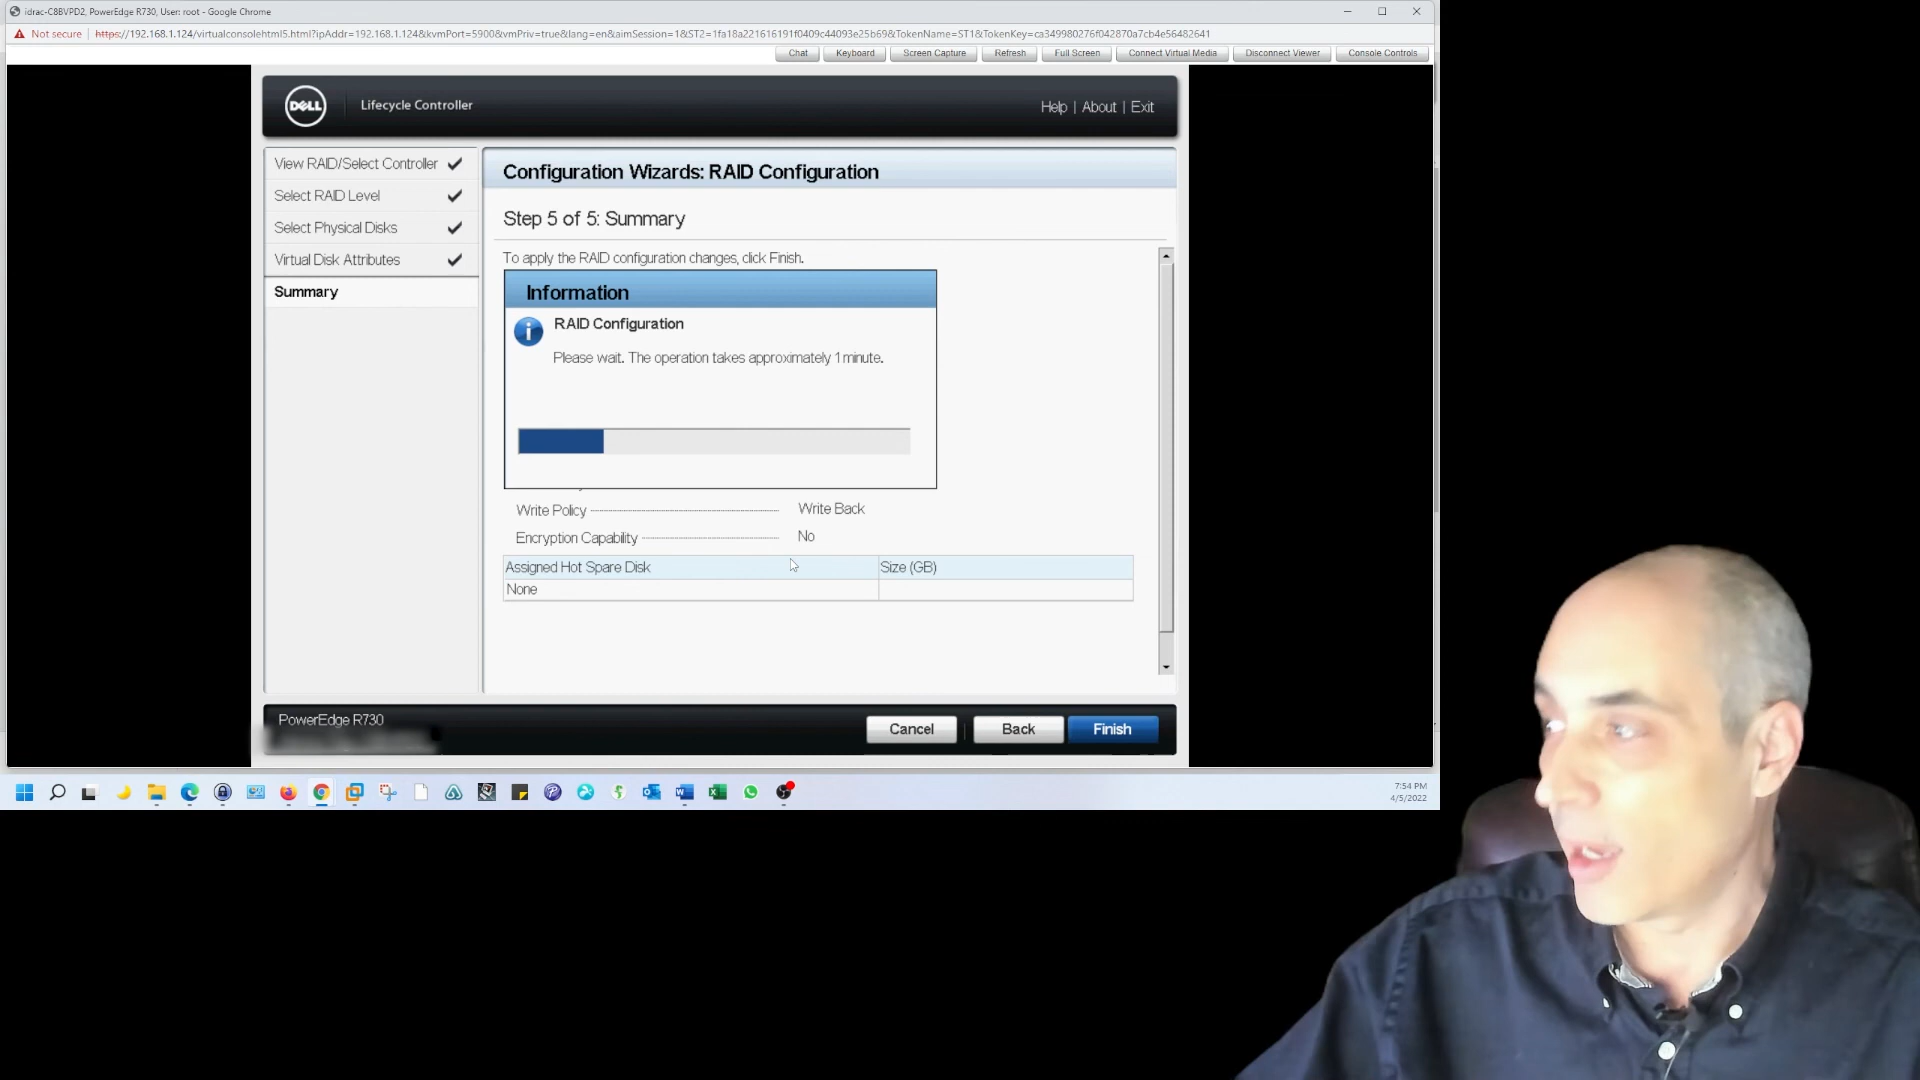 idrac-C8BVPD2, PowerEdge R730, User: root - Google Chrome
Not secure | https://192.168.1.124/virtualconsolehtml5.html?ipAddr=192.168.1.124&kvmPort=5900&vmPriv=true&lang=en&aimSession=1&ST2=1fa18a221616191f0409c44093e25b69&TokenName=ST1&TokenKey=ca349980276f042870a7cb4e56482641
Chat Keyboard Screen Capture Refresh Full Screen Connect Virtual Media Disconnect Viewer Console Controls
DELL Lifecycle Controller
Help | About | Exit
View RAID/Select Controller
Select RAID Level
Select Physical Disks
Virtual Disk Attributes
Summary
Configuration Wizards: RAID Configuration
Step 5 of 5: Summary
To apply the RAID configuration changes, click Finish.
Information
RAID Configuration
Please wait. The operation takes approximately 1 minute.
Write Policy Write Back
Encryption Capability No
Assigned Hot Spare Disk Size (GB)
None
PowerEdge R730
Cancel Back Finish
7:54 PM
4/5/2022